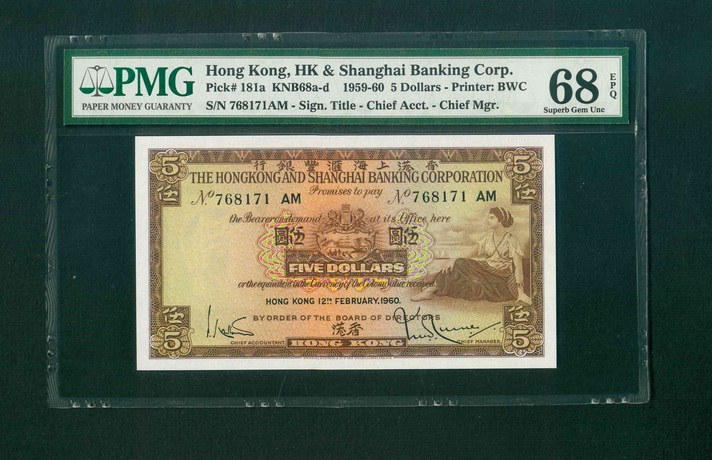 PMG
PAPER MONEY GUARANTY
Hong Kong, HK & Shanghai Banking Corp.
Pick# 181a KNB68a-d 1959-60 5 Dollars - Printer: BWC
S/N 768171AM - Sign. Title - Chief Acct. - Chief Mgr.
68 EPQ
Superb Gem Unc
5 行銀豐滙海上港香 5
伍 THE HONGKONG AND SHANGHAI BANKING CORPORATION 伍
Promises to pay
Nº 768171 AM Nº 768171 AM
the Bearer on demand at its Office here
圓伍 圓伍
FIVE DOLLARS
or the equivalent in the Currency of the Colony value received
HONG KONG 12TH FEBRUARY, 1960.
BY ORDER OF THE BOARD OF DIRECTORS
伍 港香 伍
5 CHIEF ACCOUNTANT. HONG KONG CHIEF MANAGER. 5